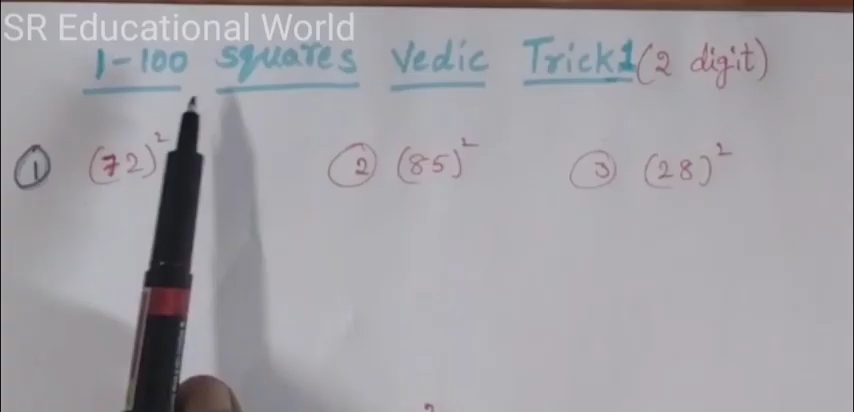 SR Educational World
1-100 squares Vedic Trick1 (2 digit)
① (72)² ② (85)² ③ (28)²
2